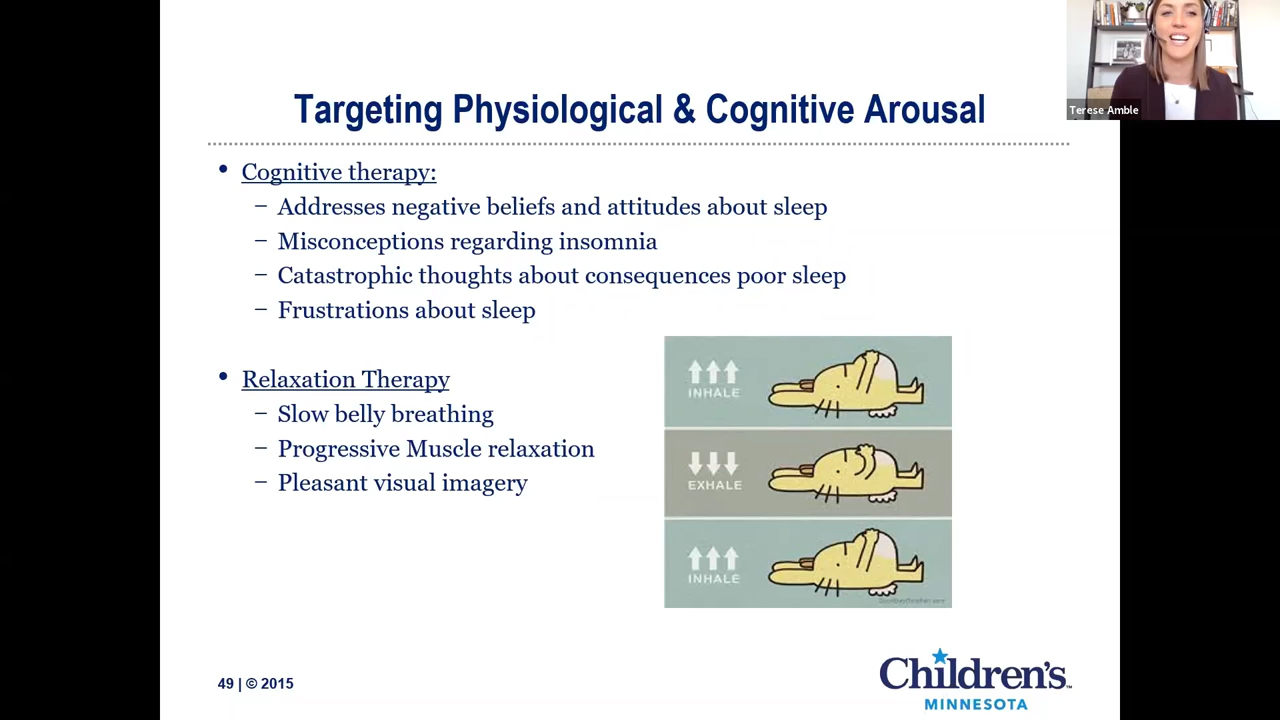 Terese Amble
Targeting Physiological & Cognitive Arousal
• Cognitive therapy:
– Addresses negative beliefs and attitudes about sleep
– Misconceptions regarding insomnia
– Catastrophic thoughts about consequences poor sleep
– Frustrations about sleep
• Relaxation Therapy
– Slow belly breathing
– Progressive Muscle relaxation
– Pleasant visual imagery
INHALE
EXHALE
INHALE
49 | © 2015
Children's™
MINNESOTA